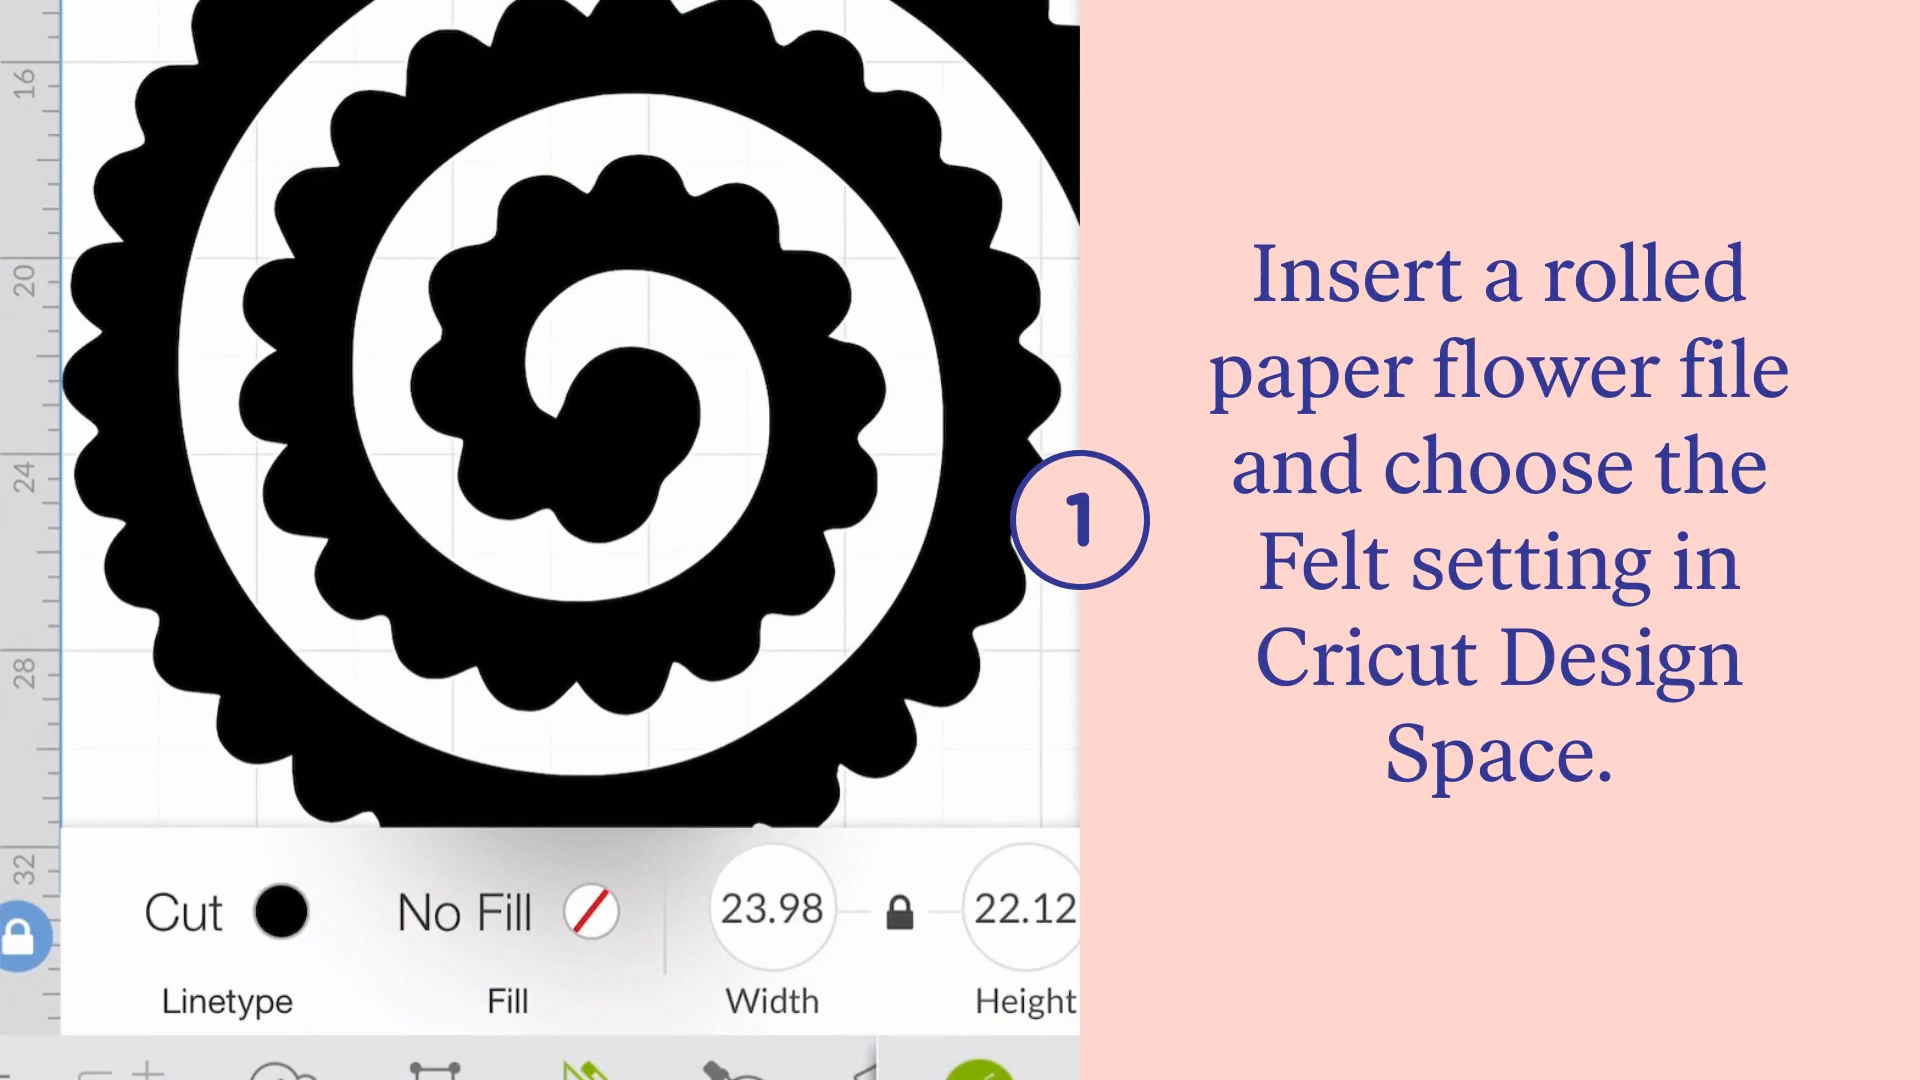 16
20
24
28
32
Cut
No Fill
23.98
22.12
Linetype
Fill
Width
Height
1
Insert a rolled
paper flower file
and choose the
Felt setting in
Cricut Design
Space.